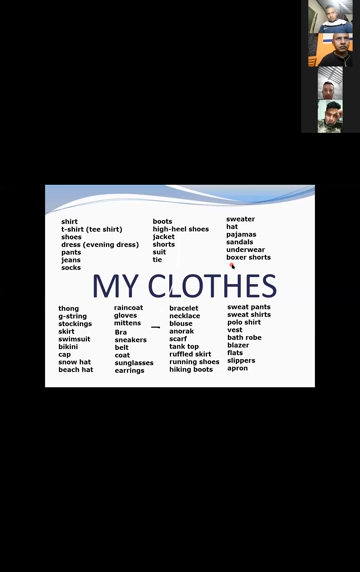 shirt
t-shirt (tee shirt)
shoes
dress (evening dress)
pants
jeans
socks
boots
high-heel shoes
jacket
shorts
suit
tie
sweater
hat
pajamas
sandals
underwear
boxer shorts
MY CLOTHES
thong
g-string
stockings
skirt
swimsuit
bikini
cap
snow hat
beach hat
raincoat
gloves
mittens
Bra
sneakers
belt
coat
sunglasses
earrings
bracelet
necklace
blouse
anorak
scarf
tank top
ruffled skirt
running shoes
hiking boots
sweat pants
sweat shirts
polo shirt
vest
bath robe
blazer
flats
slippers
apron